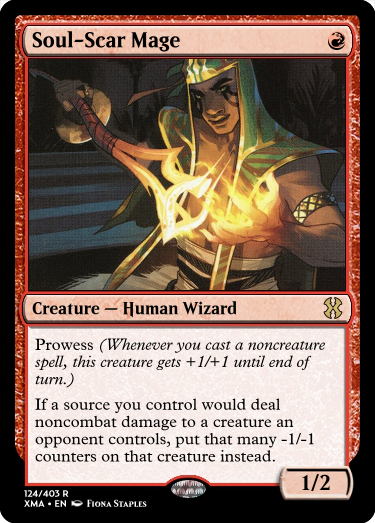 Soul-Scar Mage
Creature — Human Wizard
Prowess (Whenever you cast a noncreature
spell, this creature gets +1/+1 until end of
turn.)
If a source you control would deal
noncombat damage to a creature an
opponent controls, put that many -1/-1
counters on that creature instead.
1/2
124/403 R
XMA • EN Fiona Staples